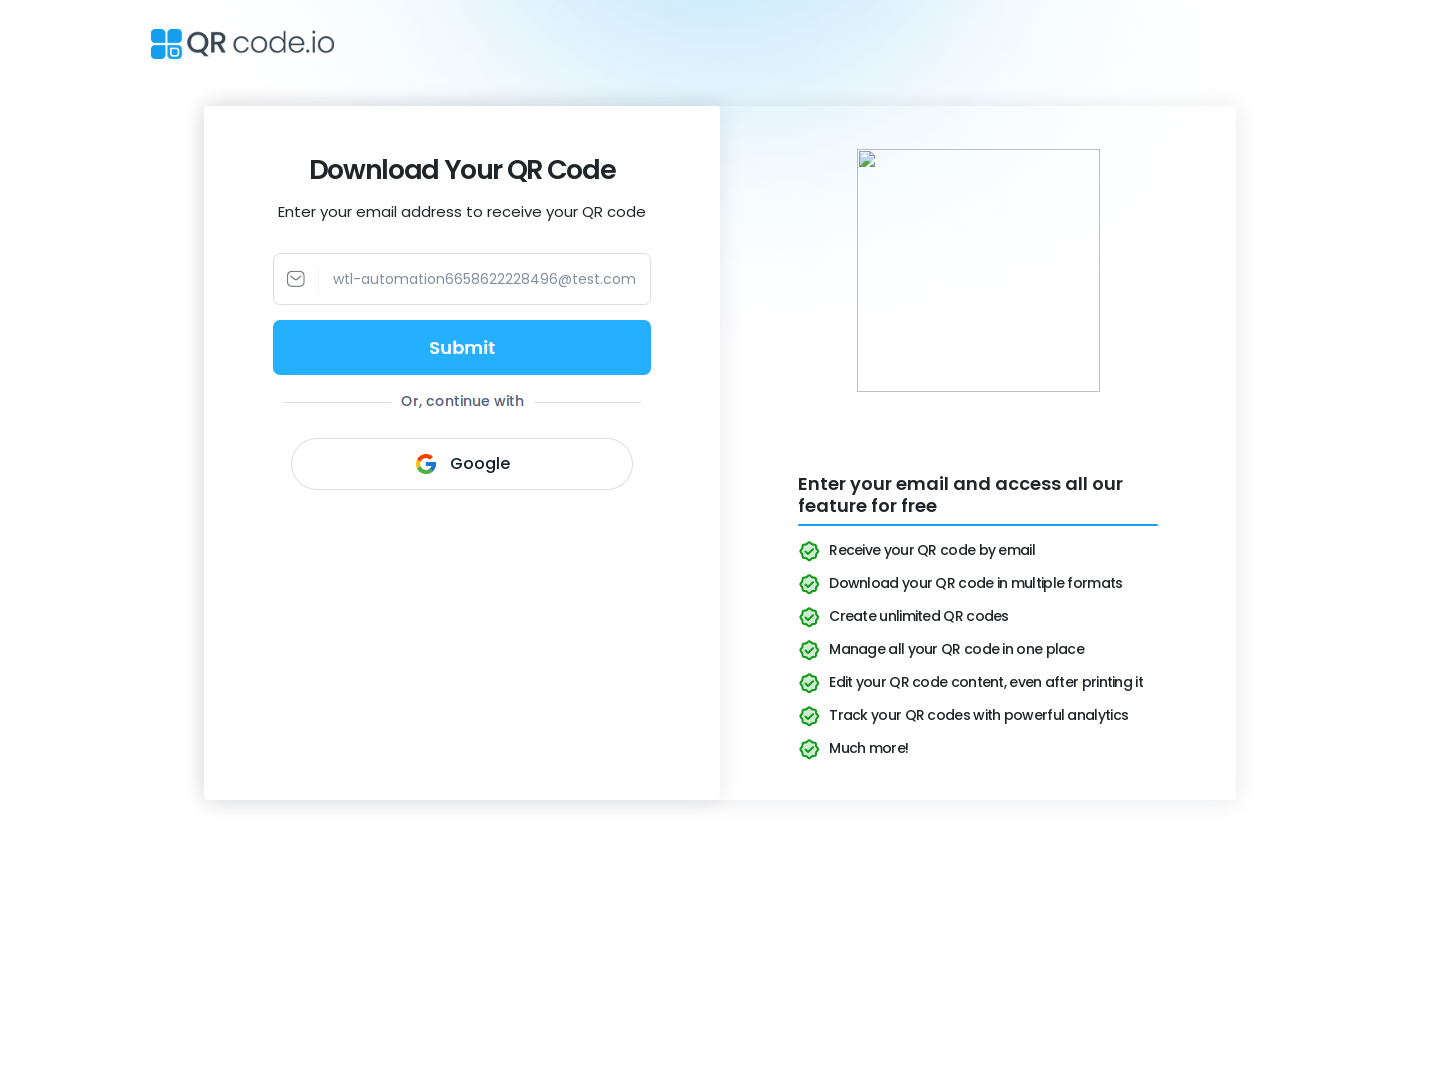 QR code.io
Download Your QR Code
Enter your email address to receive your QR code
wtl-automation6658622228496@test.com
Submit
Or, continue with
Google
Enter your email and access all our
feature for free
Receive your QR code by email
Download your QR code in multiple formats
Create unlimited QR codes
Manage all your QR code in one place
Edit your QR code content, even after printing it
Track your QR codes with powerful analytics
Much more!